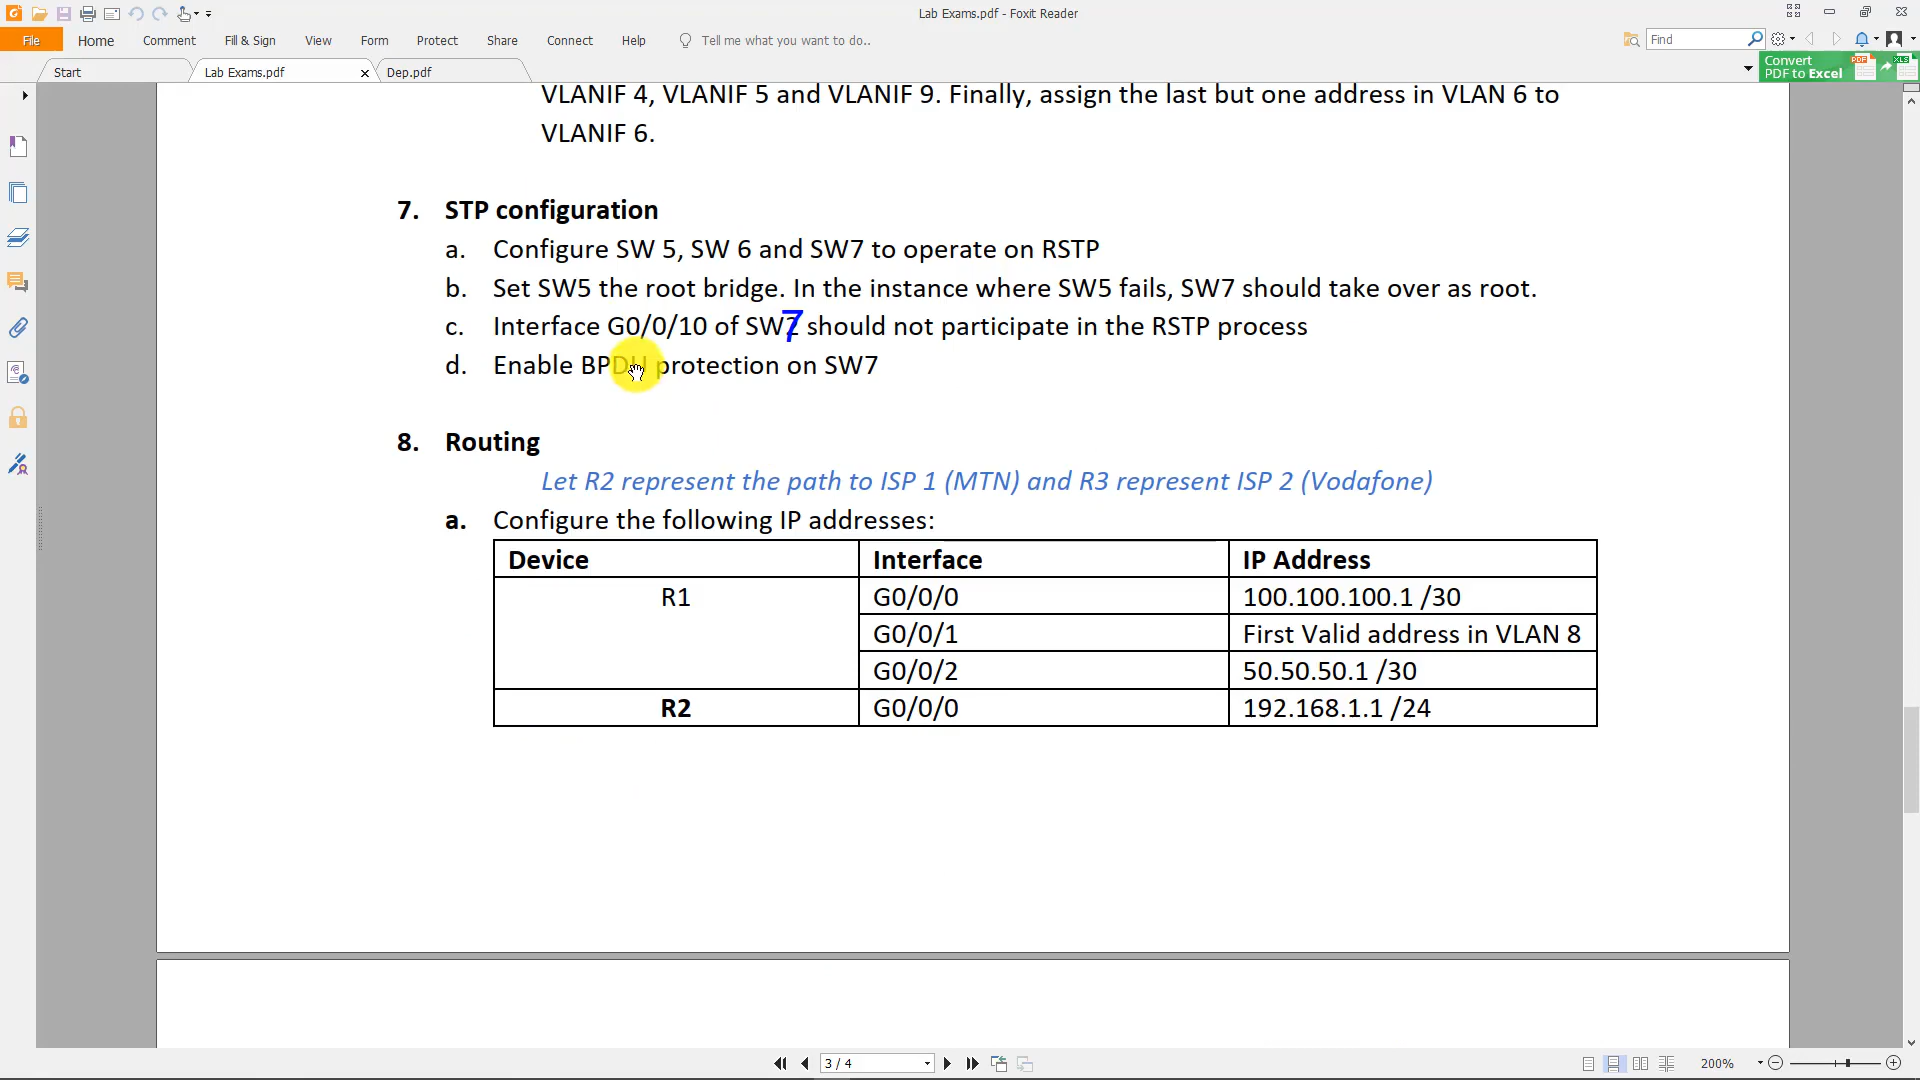 Lab Exams.pdf - Foxit Reader
File Home Comment Fill & Sign View Form Protect Share Connect Help Tell me what you want to do.. Find
Start Lab Exams.pdf Dep.pdf
Convert
PDF to Excel
PDF XLS
VLANIF 4, VLANIF 5 and VLANIF 9. Finally, assign the last but one address in VLAN 6 to
VLANIF 6.
7. STP configuration
a. Configure SW 5, SW 6 and SW7 to operate on RSTP
b. Set SW5 the root bridge. In the instance where SW5 fails, SW7 should take over as root.
c. Interface G0/0/10 of SW7 should not participate in the RSTP process
d. Enable BPDU protection on SW7
8. Routing
Let R2 represent the path to ISP 1 (MTN) and R3 represent ISP 2 (Vodafone)
a. Configure the following IP addresses:
Device Interface IP Address
R1 G0/0/0 100.100.100.1 /30
G0/0/1 First Valid address in VLAN 8
G0/0/2 50.50.50.1 /30
R2 G0/0/0 192.168.1.1 /24
3 / 4 200%